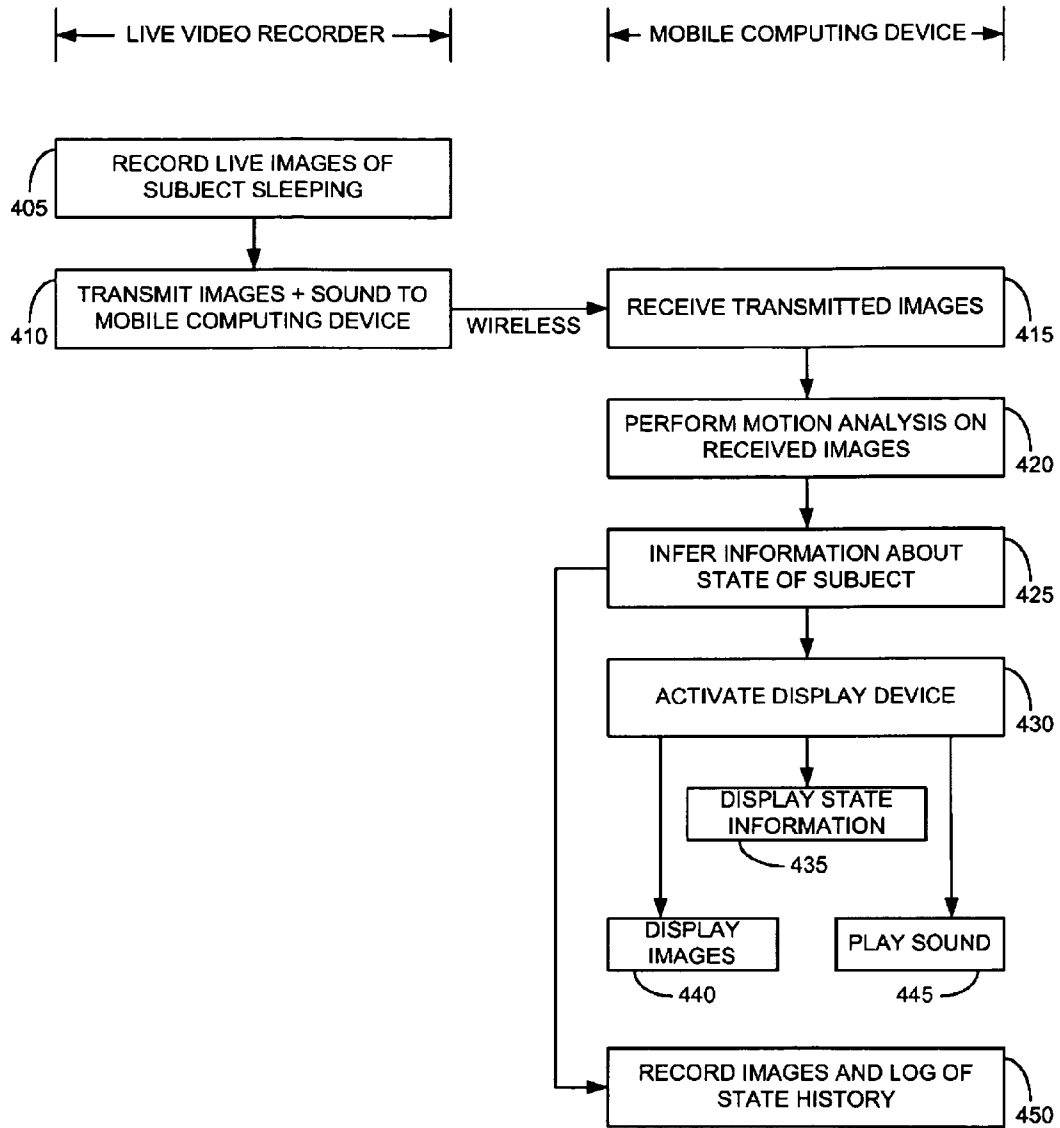 LIVE VIDEO RECORDER
MOBILE COMPUTING DEVICE
RECORD LIVE IMAGES OF
SUBJECT SLEEPING
405
TRANSMIT IMAGES + SOUND TO
MOBILE COMPUTING DEVICE
410
WIRELESS
RECEIVE TRANSMITTED IMAGES
415
PERFORM MOTION ANALYSIS ON
RECEIVED IMAGES
420
INFER INFORMATION ABOUT
STATE OF SUBJECT
425
ACTIVATE DISPLAY DEVICE
430
DISPLAY STATE
INFORMATION
435
DISPLAY
IMAGES
440
PLAY SOUND
445
RECORD IMAGES AND LOG OF
STATE HISTORY
450